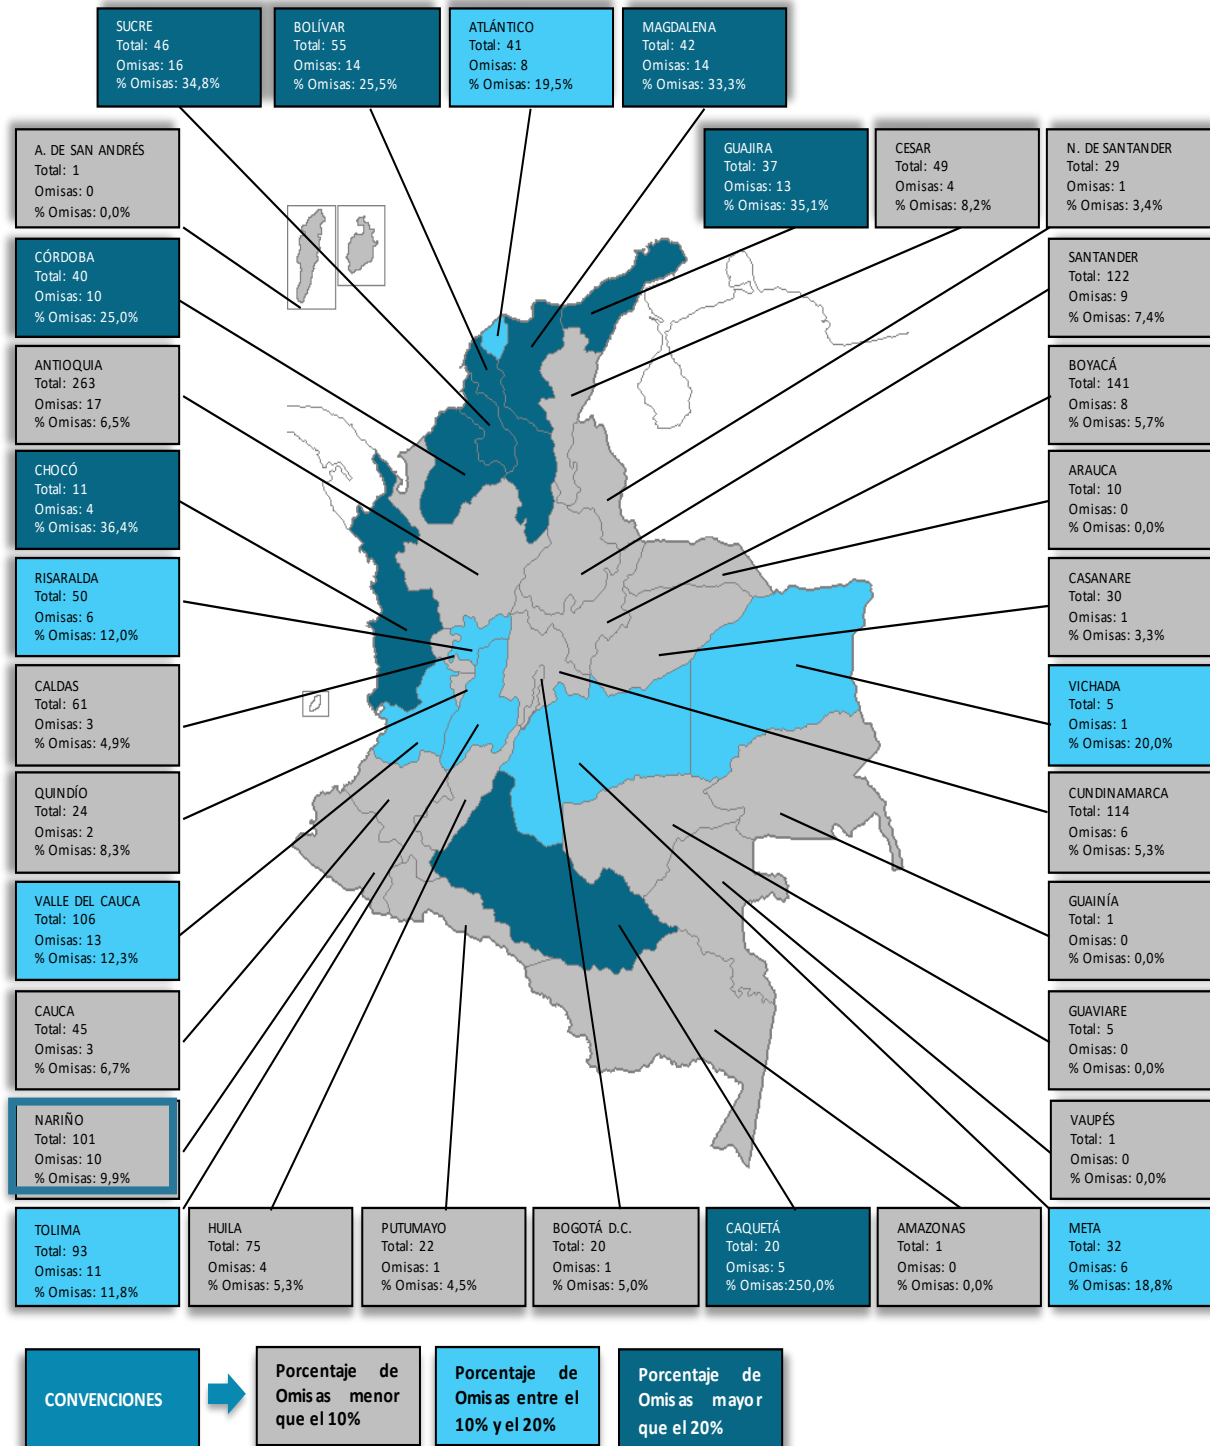 SUCRE
Total: 46
Omisas: 16
% Omisas: 34,8%
BOLÍVAR
Total: 55
Omisas: 14
% Omisas: 25,5%
ATLÁNTICO
Total: 41
Omisas: 8
% Omisas: 19,5%
MAGDALENA
Total: 42
Omisas: 14
% Omisas: 33,3%
A. DE SAN ANDRÉS
Total: 1
Omisas: 0
% Omisas: 0,0%
GUAJIRA
Total: 37
Omisas: 13
% Omisas: 35,1%
CESAR
Total: 49
Omisas: 4
% Omisas: 8,2%
N. DE SANTANDER
Total: 29
Omisas: 1
% Omisas: 3,4%
CÓRDOBA
Total: 40
Omisas: 10
% Omisas: 25,0%
SANTANDER
Total: 122
Omisas: 9
% Omisas: 7,4%
ANTIOQUIA
Total: 263
Omisas: 17
% Omisas: 6,5%
BOYACÁ
Total: 141
Omisas: 8
% Omisas: 5,7%
CHOCÓ
Total: 11
Omisas: 4
% Omisas: 36,4%
ARAUCA
Total: 10
Omisas: 0
% Omisas: 0,0%
RISARALDA
Total: 50
Omisas: 6
% Omisas: 12,0%
CASANARE
Total: 30
Omisas: 1
% Omisas: 3,3%
CALDAS
Total: 61
Omisas: 3
% Omisas: 4,9%
VICHADA
Total: 5
Omisas: 1
% Omisas: 20,0%
QUINDÍO
Total: 24
Omisas: 2
% Omisas: 8,3%
CUNDINAMARCA
Total: 114
Omisas: 6
% Omisas: 5,3%
VALLE DEL CAUCA
Total: 106
Omisas: 13
% Omisas: 12,3%
GUAINÍA
Total: 1
Omisas: 0
% Omisas: 0,0%
CAUCA
Total: 45
Omisas: 3
% Omisas: 6,7%
GUAVIARE
Total: 5
Omisas: 0
% Omisas: 0,0%
NARIÑO
Total: 101
Omisas: 10
% Omisas: 9,9%
VAUPÉS
Total: 1
Omisas: 0
% Omisas: 0,0%
TOLIMA
Total: 93
Omisas: 11
% Omisas: 11,8%
HUILA
Total: 75
Omisas: 4
% Omisas: 5,3%
PUTUMAYO
Total: 22
Omisas: 1
% Omisas: 4,5%
BOGOTÁ D.C.
Total: 20
Omisas: 1
% Omisas: 5,0%
CAQUETÁ
Total: 20
Omisas: 5
% Omisas:250,0%
AMAZONAS
Total: 1
Omisas: 0
% Omisas: 0,0%
META
Total: 32
Omisas: 6
% Omisas: 18,8%
CONVENCIONES
Porcentaje de
Omisas menor
que el 10%
Porcentaje de
Omisas entre el
10% y el 20%
Porcentaje de
Omisas mayor
que el 20%